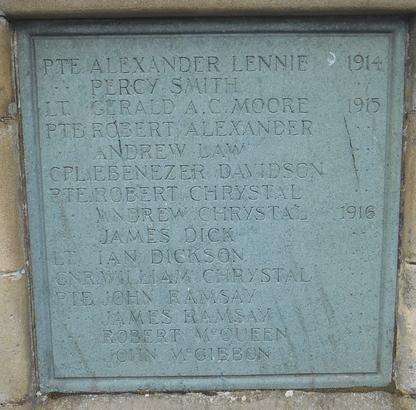 PTE ALEXANDER LENNIE 1914
.. PERCY SMITH ..
LT. GERALD A.C. MOORE 1915
PTE ROBERT ALEXANDER ..
.. ANDREW LAW ..
CPL EBENEZER DAVIDSON ..
PTE ROBERT CHRYSTAL ..
.. ANDREW CHRYSTAL 1916
.. JAMES DICK ..
LT. IAN DICKSON ..
GNR. WILLIAM CHRYSTAL ..
PTE JOHN RAMSAY ..
.. JAMES RAMSAY ..
.. ROBERT McQUEEN ..
.. JOHN McGIBBON ..